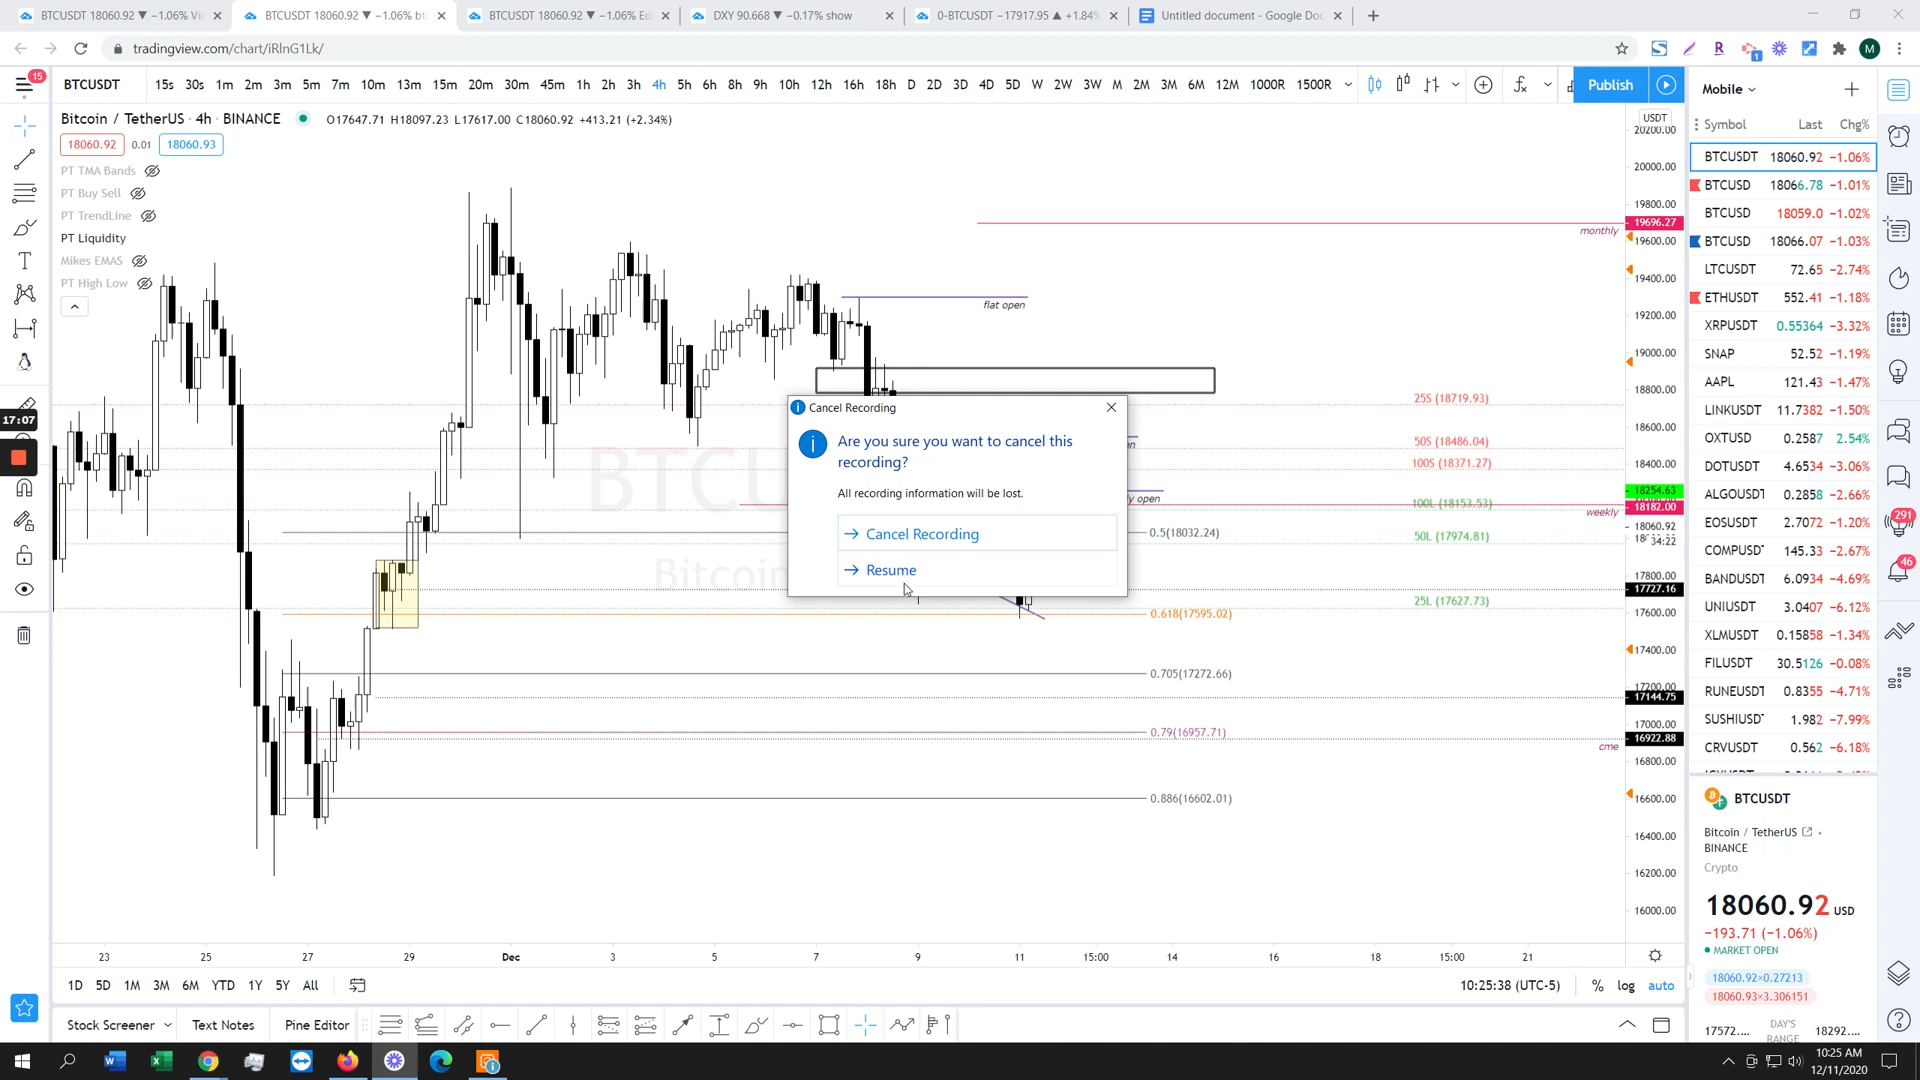 BTCUSDT 18060.92 ▼ −1.06% Vi
BTCUSDT 18060.92 ▼ −1.06% bt
BTCUSDT 18060.92 ▼ −1.06% Ed
DXY 90.668 ▼ −0.17% show
0-BTCUSDT −17917.95 ▲ +1.84%
Untitled document - Google Doc
tradingview.com/chart/iRlnG1Lk/
15
BTCUSDT 15s 30s 1m 2m 3m 5m 7m 10m 13m 15m 20m 30m 45m 1h 2h 3h 4h 5h 6h 8h 9h 10h 12h 16h 18h D 2D 3D 4D 5D W 2W 3W M 2M 3M 6M 12M 1000R 1500R Publish
Bitcoin / TetherUS · 4h · BINANCE O17647.71 H18097.23 L17617.00 C18060.92 +413.21 (+2.34%)
18060.92 0.01 18060.93
PT TMA Bands
PT Buy Sell
PT TrendLine
PT Liquidity
Mikes EMAS
PT High Low
17:07
monthly
flat open
25S (18719.93)
50S (18486.04)
100S (18371.27)
100L (18153.53)
y open
weekly
0.5(18032.24)
50L (17974.81)
25L (17627.73)
0.618(17595.02)
0.705(17272.66)
0.79(16957.71)
cme
0.886(16602.01)
Cancel Recording
Are you sure you want to cancel this
recording?
All recording information will be lost.
Cancel Recording
Resume
USDT
20200.00
20000.00
19800.00
19696.27
19600.00
19400.00
19200.00
19000.00
18800.00
18600.00
18400.00
18254.63
18182.00
18060.92
34:22
17800.00
17727.16
17600.00
17400.00
17200.00
17144.75
17000.00
16922.88
16800.00
16600.00
16400.00
16200.00
16000.00
23 25 27 29 Dec 3 5 7 9 11 15:00 14 16 18 15:00 21
1D 5D 1M 3M 6M YTD 1Y 5Y All
10:25:38 (UTC-5) % log auto
Stock Screener Text Notes Pine Editor
Mobile
Symbol Last Chg%
BTCUSDT 18060.92 −1.06%
BTCUSD 18066.78 −1.01%
BTCUSD 18059.0 −1.02%
BTCUSD 18066.07 −1.03%
LTCUSDT 72.65 −2.74%
ETHUSDT 552.41 −1.18%
XRPUSDT 0.55364 −3.32%
SNAP 52.52 −1.19%
AAPL 121.43 −1.47%
LINKUSDT 11.7382 −1.50%
OXTUSD 0.2587 2.54%
DOTUSDT 4.6534 −3.06%
ALGOUSDT 0.2858 −2.66%
EOSUSDT 2.7072 −1.20%
COMPUSD 145.33 −2.67%
BANDUSDT 6.0934 −4.69%
UNIUSDT 3.0407 −6.12%
XLMUSDT 0.15858 −1.34%
FILUSDT 30.5126 −0.08%
RUNEUSDT 0.8355 −4.71%
SUSHIUSDT 1.982 −7.99%
CRVUSDT 0.562 −6.18%
BTCUSDT
Bitcoin / TetherUS
BINANCE
Crypto
18060.92 USD
−193.71 (−1.06%)
MARKET OPEN
18060.92×0.27213
18060.93×3.306151
17572.... DAY'S RANGE 18292....
291
46
10:25 AM
12/11/2020